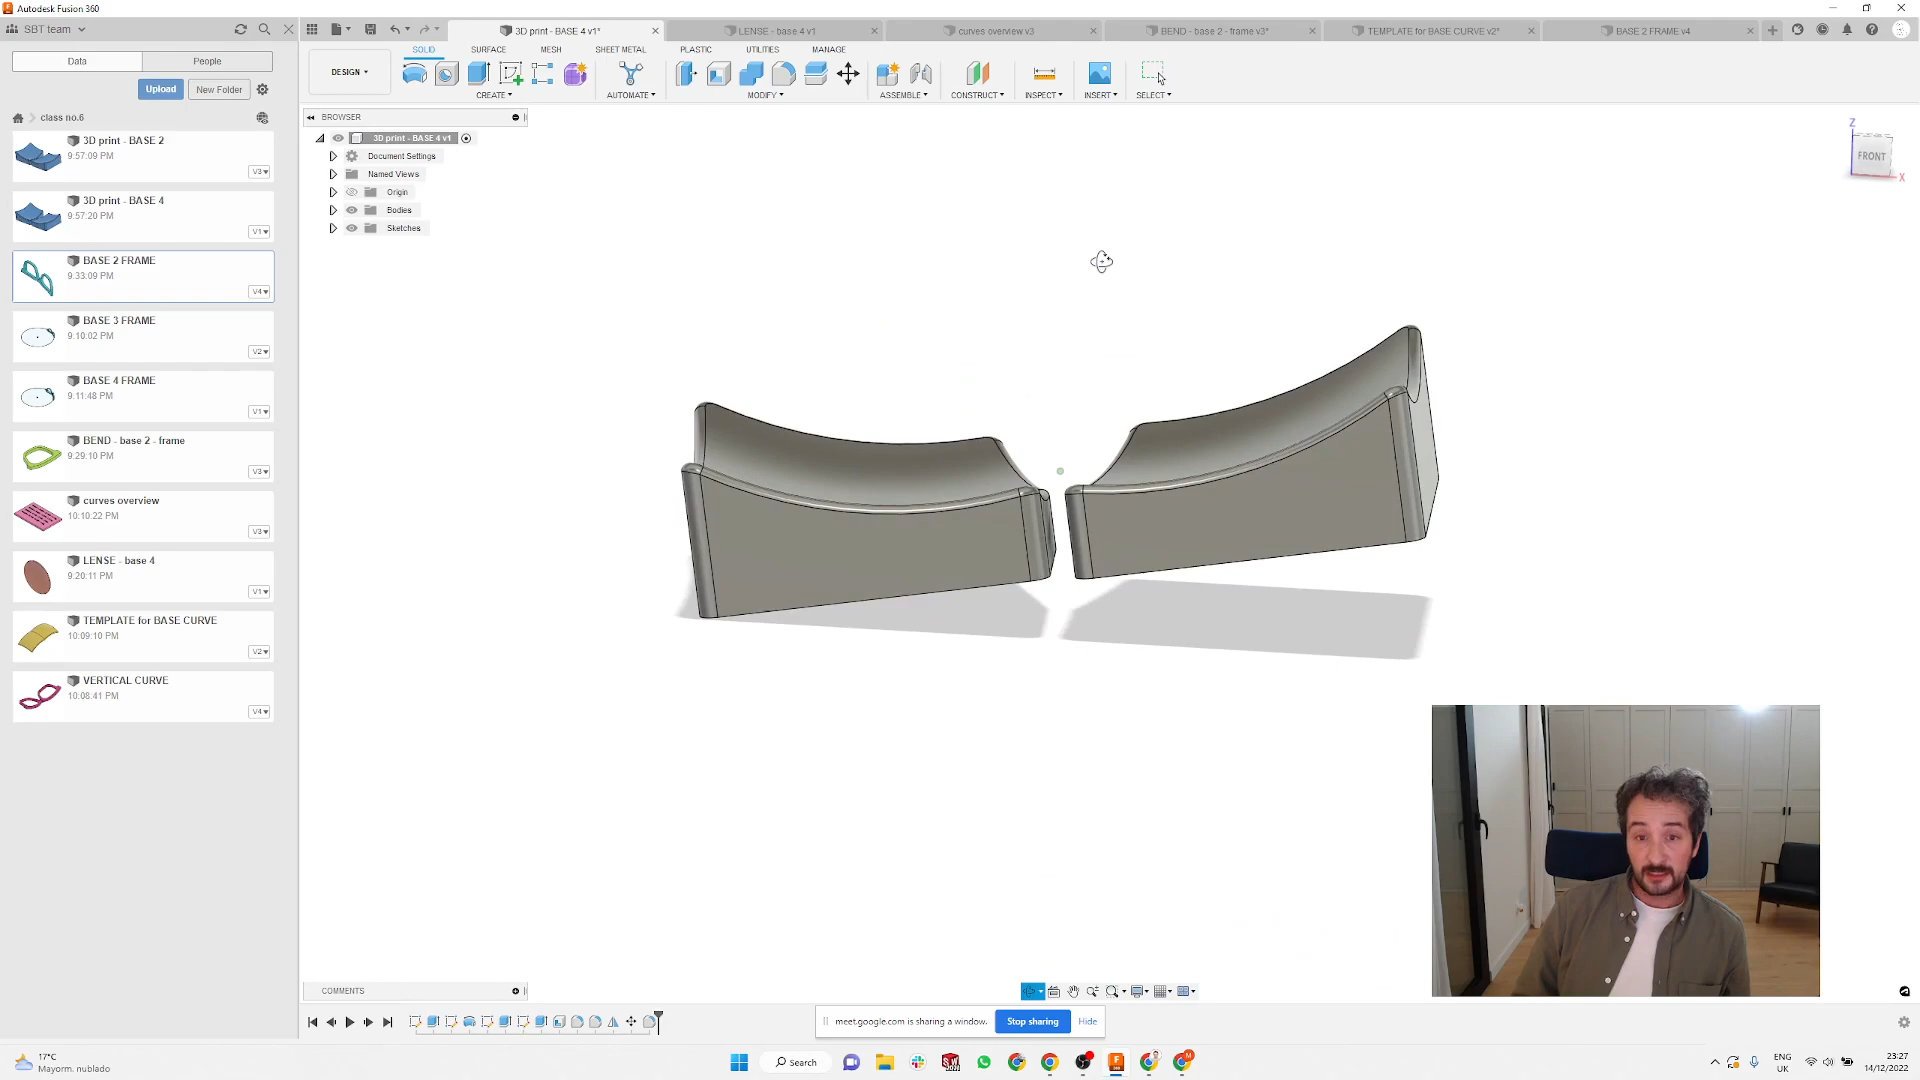 Autodesk Fusion 360
SBT team
3D print - BASE 4 v1*
LENSE - base 4 v1
curves overview v3
BEND - base 2 - frame v3*
TEMPLATE for BASE CURVE v2*
BASE 2 FRAME v4
Data
People
Upload
New Folder
class no.6
3D print - BASE 2
9:57:09 PM
V3
3D print - BASE 4
9:57:20 PM
V1
BASE 2 FRAME
9:33:09 PM
V4
BASE 3 FRAME
9:10:02 PM
V2
BASE 4 FRAME
9:11:48 PM
V1
BEND - base 2 - frame
9:29:10 PM
V3
curves overview
10:10:22 PM
V3
LENSE - base 4
9:20:11 PM
V1
TEMPLATE for BASE CURVE
10:09:10 PM
V2
VERTICAL CURVE
10:08:41 PM
V4
SOLID
SURFACE
MESH
SHEET METAL
PLASTIC
UTILITIES
MANAGE
DESIGN
CREATE
AUTOMATE
MODIFY
ASSEMBLE
CONSTRUCT
INSPECT
INSERT
SELECT
BROWSER
3D print - BASE 4 v1
Document Settings
Named Views
Origin
Bodies
Sketches
Z
FRONT
X
COMMENTS
meet.google.com is sharing a window.
Stop sharing
Hide
17°C
Mayorm. nublado
Search
ENG
UK
23:27
14/12/2022